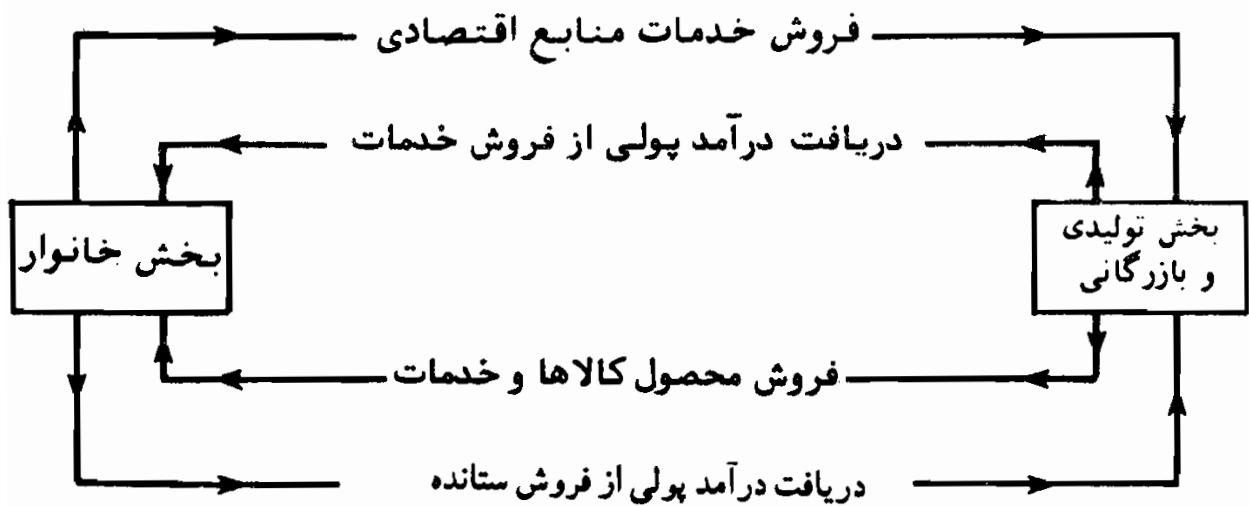 فروش خدمات منابع اقتصادی
دریافت درآمد پولی از فروش خدمات
بخش تولیدی
و بازرگانی
بخش خانوار
فروش محصول کالاها و خدمات
دریافت درآمد پولی از فروش ستانده